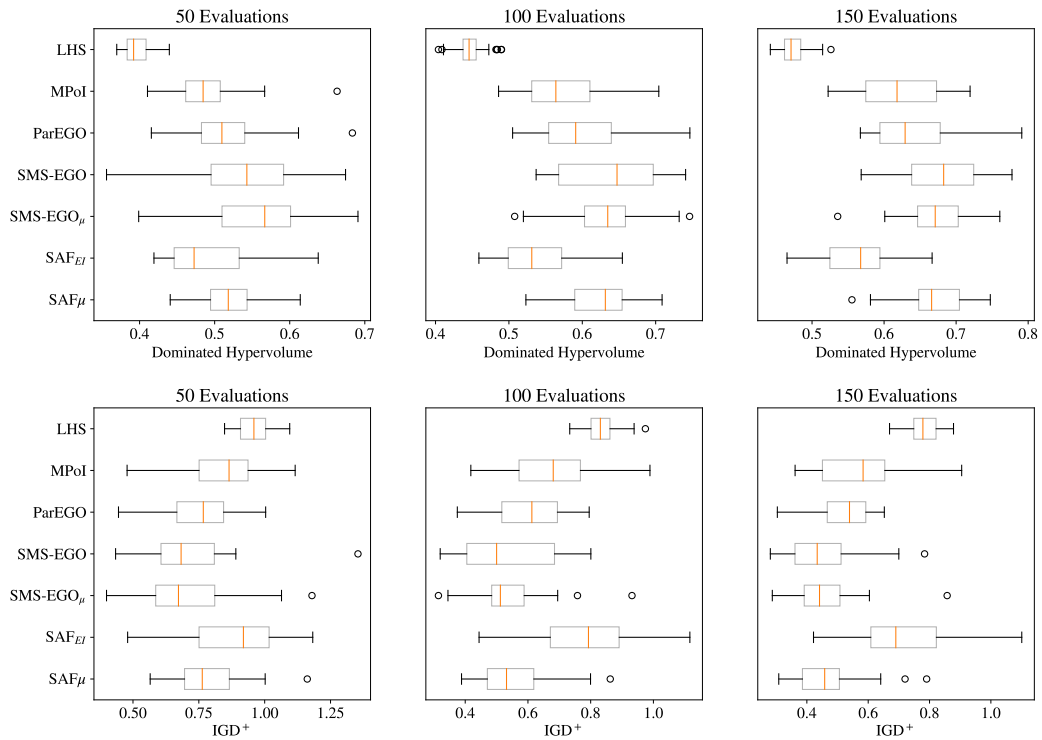 50 Evaluations 100 Evaluations 150 Evaluations
LHS
MPoI
ParEGO
SMS-EGO
SMS-EGO_μ
SAF_EI
SAFμ
0.4 0.5 0.6 0.7 0.4 0.5 0.6 0.7 0.5 0.6 0.7 0.8
Dominated Hypervolume Dominated Hypervolume Dominated Hypervolume
50 Evaluations 100 Evaluations 150 Evaluations
LHS
MPoI
ParEGO
SMS-EGO
SMS-EGO_μ
SAF_EI
SAFμ
0.50 0.75 1.00 1.25 0.4 0.6 0.8 1.0 0.4 0.6 0.8 1.0
IGD⁺ IGD⁺ IGD⁺